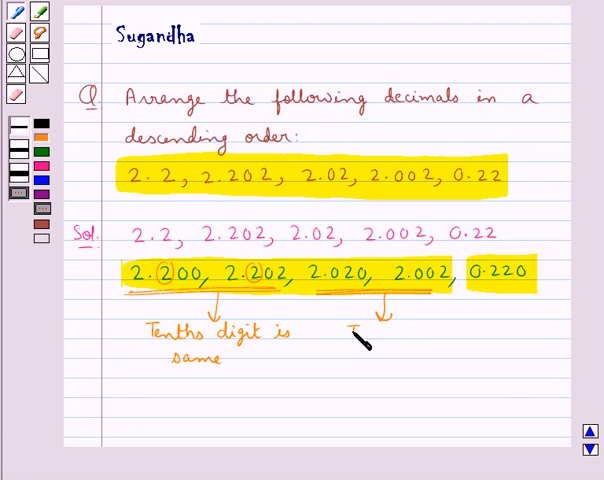 Sugandha
Q. Arrange the following decimals in a
descending order:
2.2, 2.202, 2.02, 2.002, 0.22
Sol. 2.2, 2.202, 2.02, 2.002, 0.22
2.200, 2.202, 2.020, 2.002, 0.220
Tenths digit is
same
T